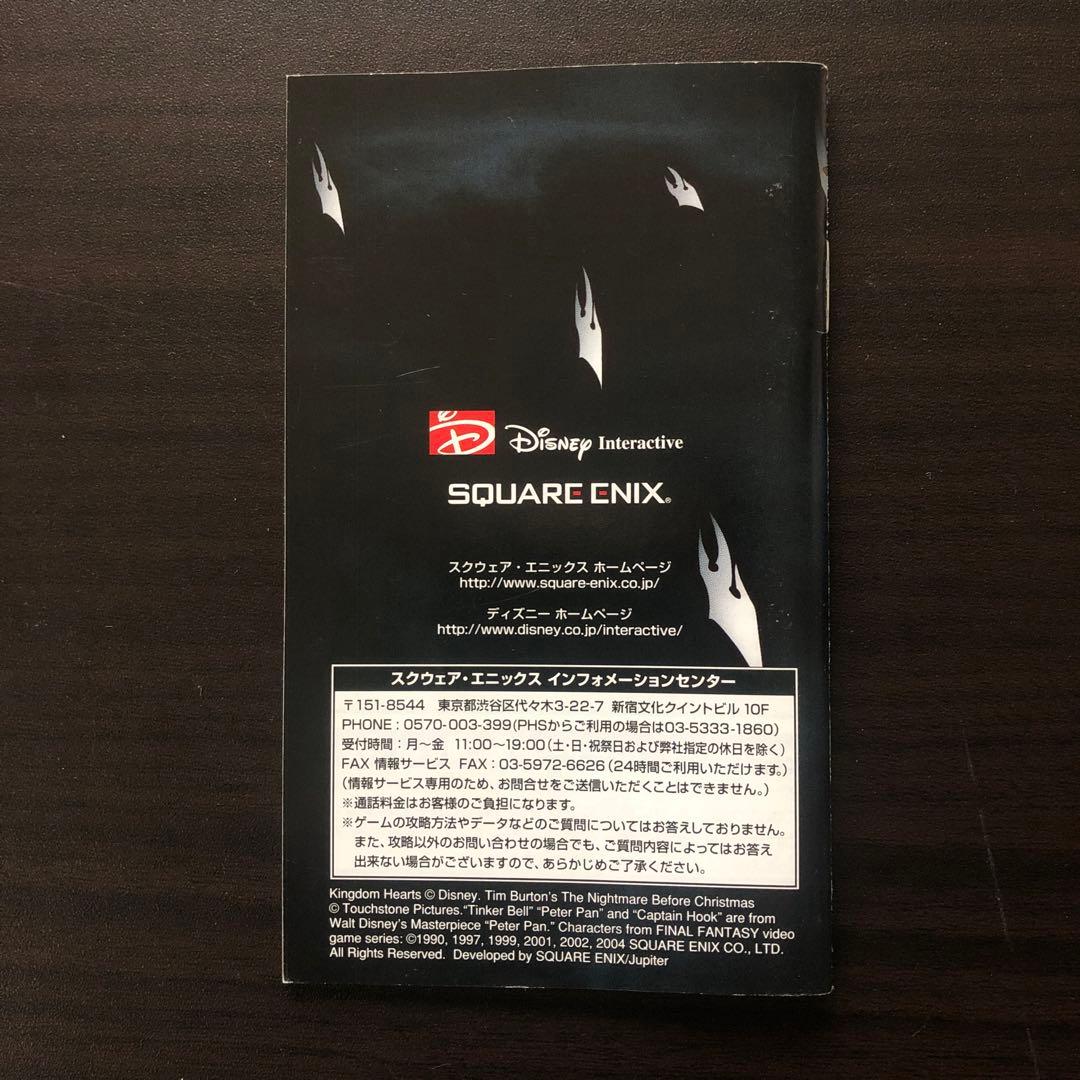 Disney Interactive
SQUARE ENIX®
スクウェア・エニックス ホームページ
http://www.square-enix.co.jp/
ディズニー ホームページ
http://www.disney.co.jp/interactive/
スクウェア・エニックス インフォメーションセンター
〒151-8544 東京都渋谷区代々木3-22-7 新宿文化クイントビル 10F
PHONE : 0570-003-399(PHSからご利用の場合は03-5333-1860)
受付時間：月〜金 11:00〜19:00(土・日・祝祭日および弊社指定の休日を除く)
FAX 情報サービス FAX：03-5972-6626(24時間ご利用いただけます。)
(情報サービス専用のため、お問合せをご送信いただくことはできません。)
※通話料金はお客様のご負担になります。
※ゲームの攻略方法やデータなどのご質問についてはお答えしておりません。
また、攻略以外のお問い合わせの場合でも、ご質問内容によってはお答え
出来ない場合がございますので、あらかじめご了承ください。
Kingdom Hearts © Disney. Tim Burton's The Nightmare Before Christmas
© Touchstone Pictures.“Tinker Bell” “Peter Pan” and “Captain Hook” are from
Walt Disney's Masterpiece “Peter Pan.” Characters from FINAL FANTASY video
game series: ©1990, 1997, 1999, 2001, 2002, 2004 SQUARE ENIX CO., LTD.
All Rights Reserved. Developed by SQUARE ENIX/Jupiter